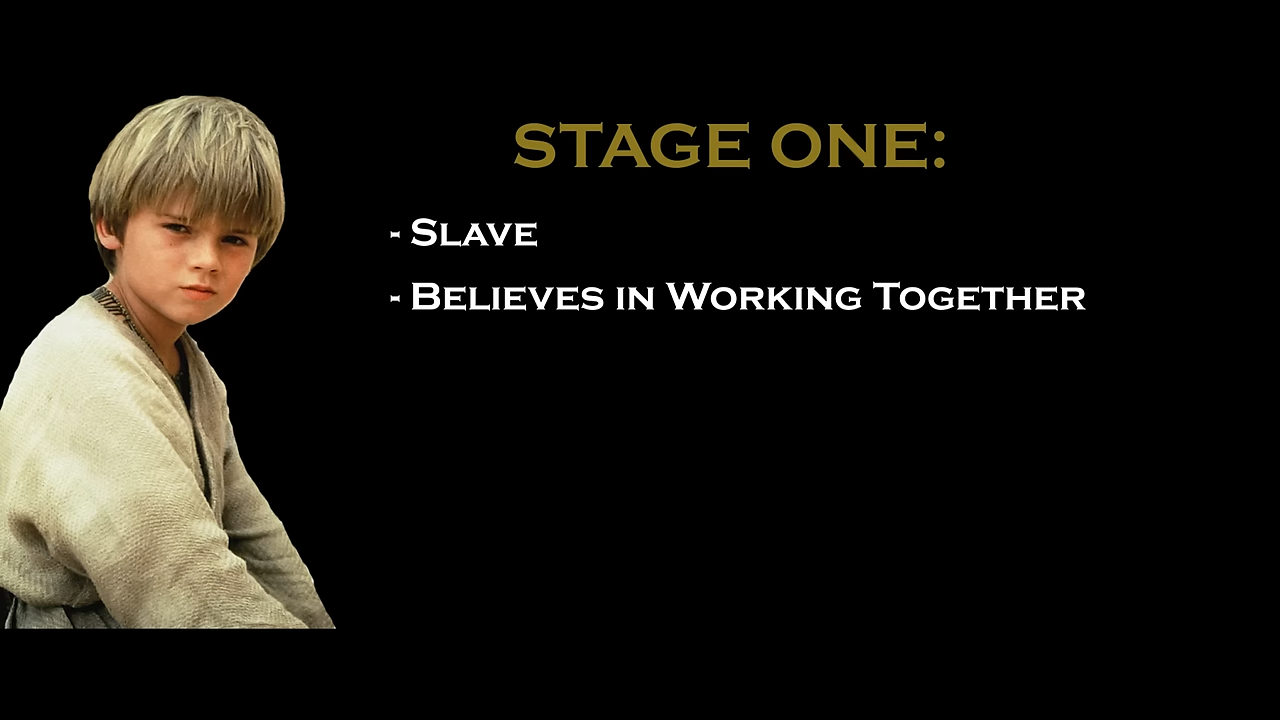 STAGE ONE:
- SLAVE
- BELIEVES IN WORKING TOGETHER